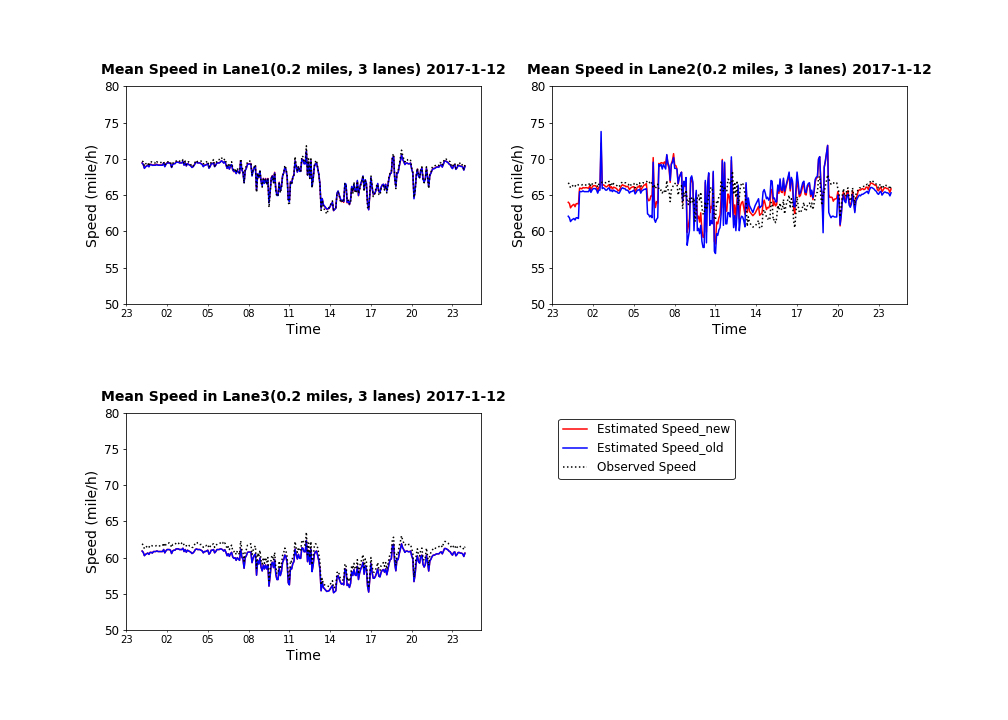 Mean Speed in Lane1(0.2 miles, 3 lanes) 2017-1-12
80
75
70
65
60
55
50
Speed (mile/h)
23 02 05 08 11 14 17 20 23
Time
Mean Speed in Lane2(0.2 miles, 3 lanes) 2017-1-12
80
75
70
65
60
55
50
Speed (mile/h)
23 02 05 08 11 14 17 20 23
Time
Mean Speed in Lane3(0.2 miles, 3 lanes) 2017-1-12
80
75
70
65
60
55
50
Speed (mile/h)
23 02 05 08 11 14 17 20 23
Time
Estimated Speed_new
Estimated Speed_old
Observed Speed